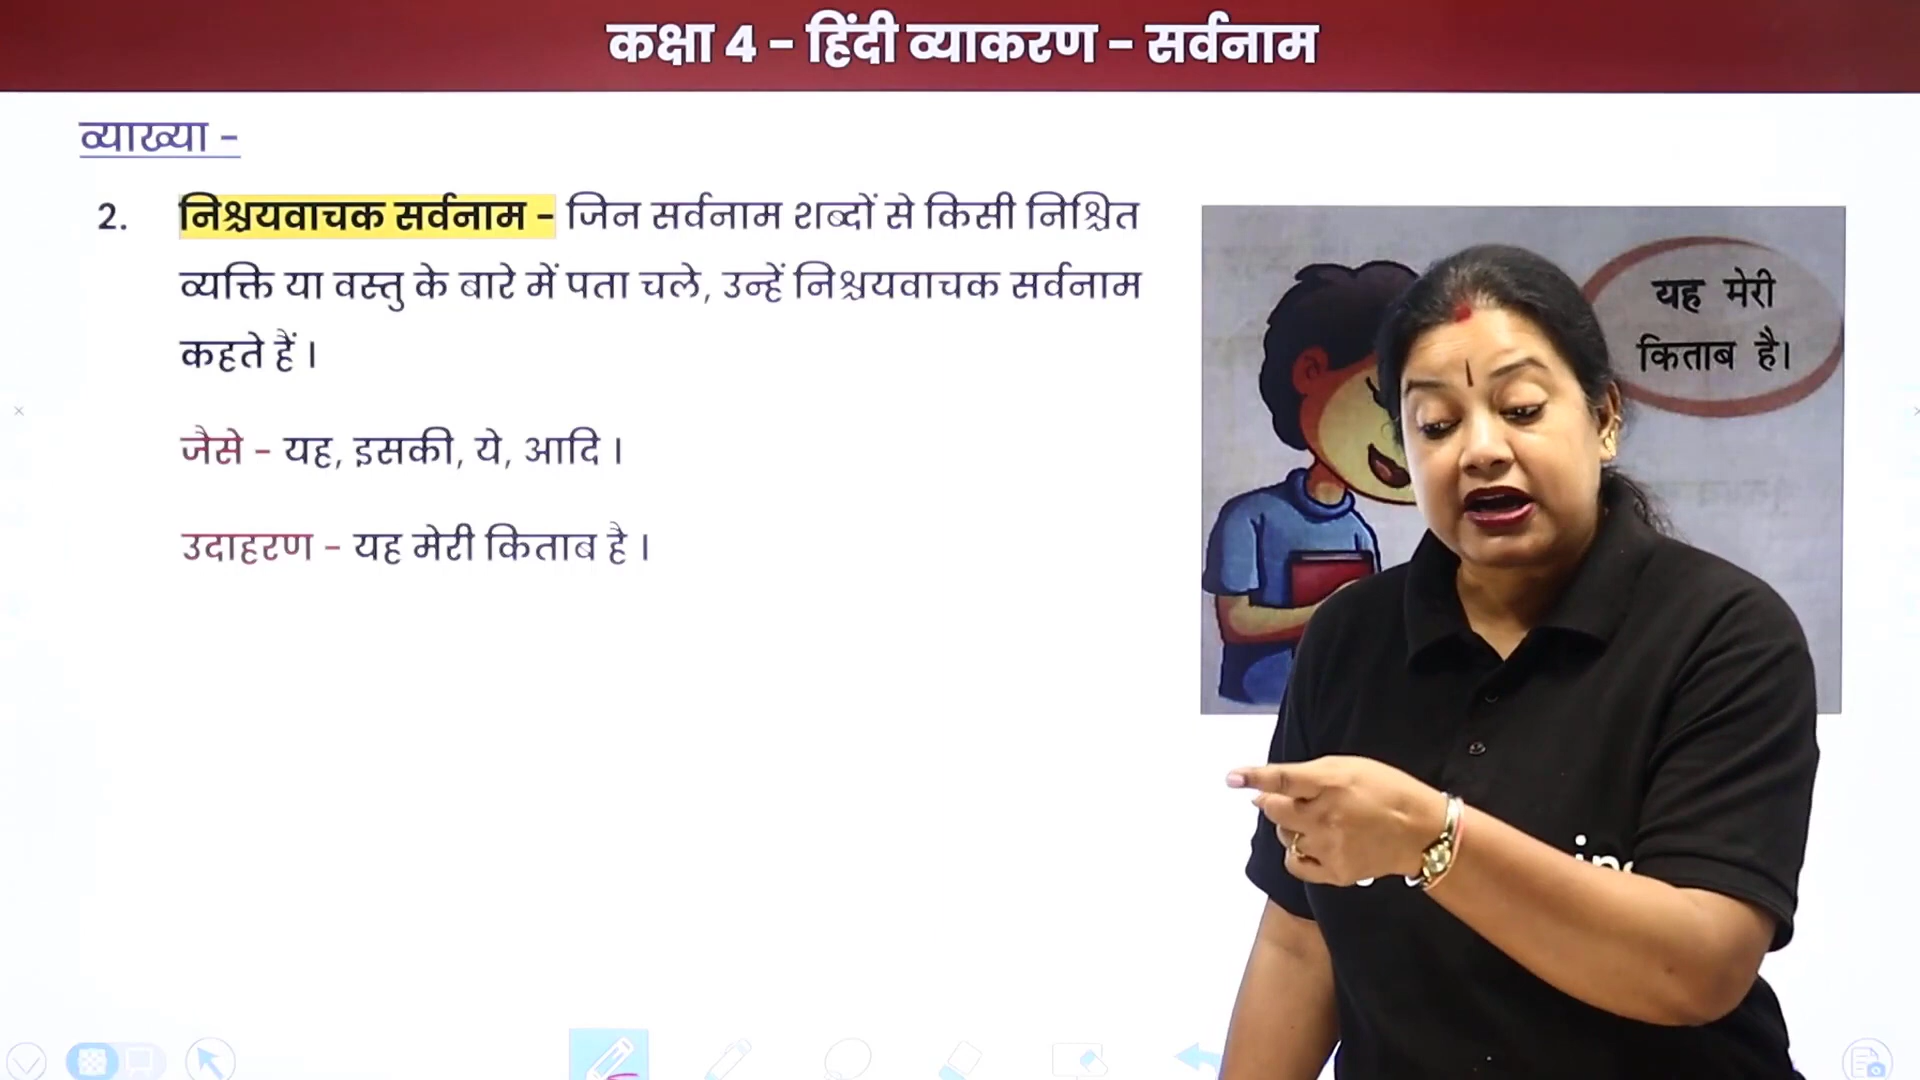 कक्षा 4 - हिंदी व्याकरण - सर्वनाम
व्याख्या -
2. निश्चयवाचक सर्वनाम - जिन सर्वनाम शब्दों से किसी निश्चित
व्यक्ति या वस्तु के बारे में पता चले, उन्हें निश्चयवाचक सर्वनाम
कहते हैं ।
जैसे - यह, इसकी, ये, आदि ।
उदाहरण - यह मेरी किताब है ।
यह मेरी
किताब है।